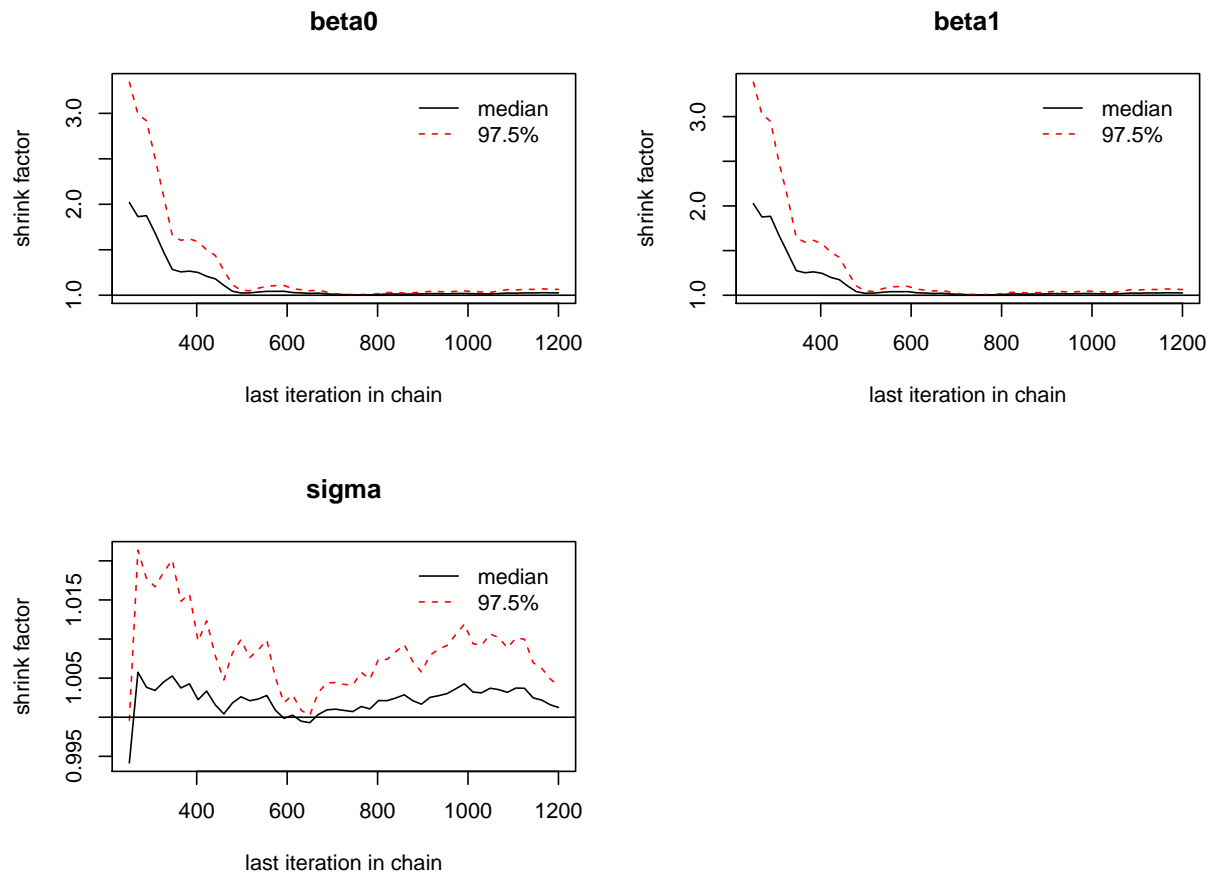 beta0
shrink factor
1.0
2.0
3.0
median
97.5%
400 600 800 1000 1200
last iteration in chain
beta1
shrink factor
1.0
2.0
3.0
median
97.5%
400 600 800 1000 1200
last iteration in chain
sigma
shrink factor
0.995
1.005
1.015
median
97.5%
400 600 800 1000 1200
last iteration in chain